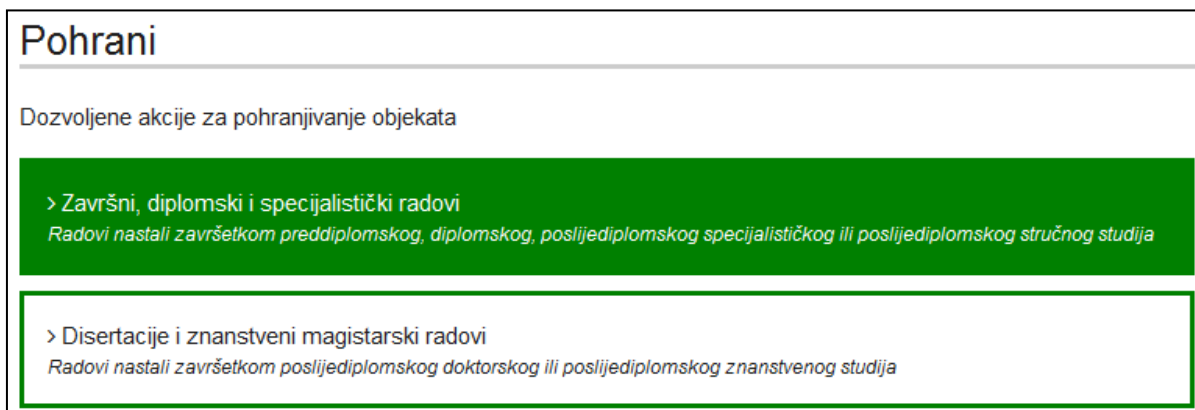 Pohrani
Dozvoljene akcije za pohranjivanje objekata
> Završni, diplomski i specijalistički radovi
Radovi nastali završetkom preddiplomskog, diplomskog, poslijediplomskog specijalističkog ili poslijediplomskog stručnog studija
> Disertacije i znanstveni magistarski radovi
Radovi nastali završetkom poslijediplomskog doktorskog ili poslijediplomskog znanstvenog studija